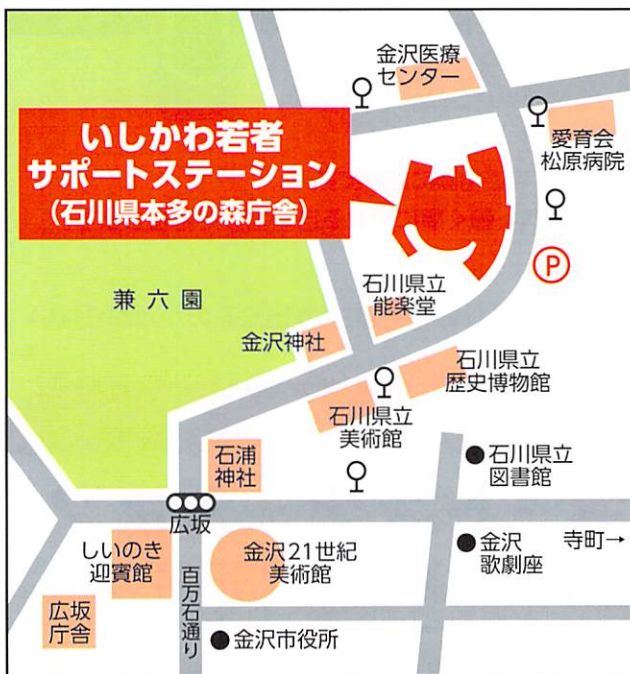 金沢医療
センター
いしかわ若者
サポートステーション
(石川県本多の森庁舎)
愛育会
松原病院
P
兼六園
石川県立
能楽堂
金沢神社
石川県立
歴史博物館
石川県立
美術館
石浦
神社
石川県立
図書館
広坂
しいのき
迎賓館
金沢21世紀
美術館
金沢
歌劇座
寺町→
広坂
庁舎
百万石通り
金沢市役所